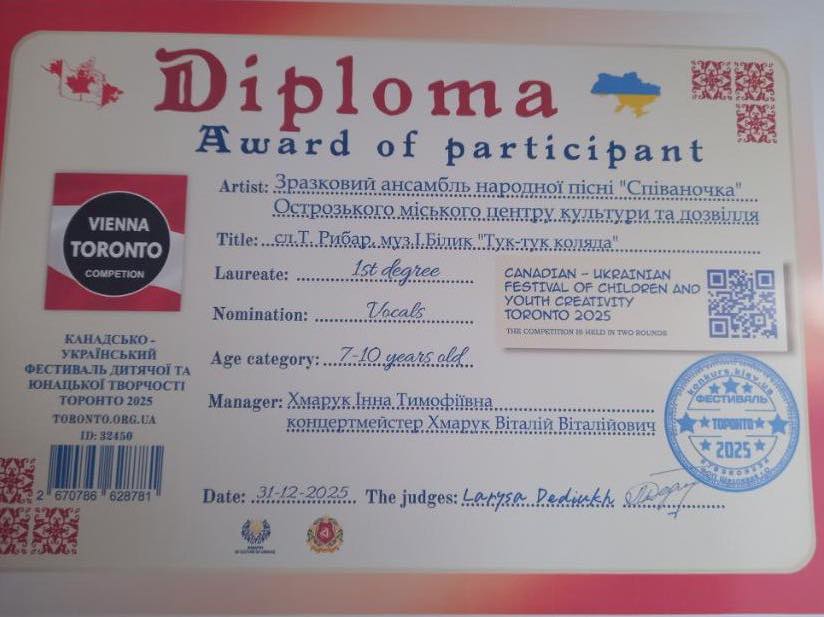 Diploma
Award of participant
Artist: Зразковий ансамбль народної пісні "Співаночка"
Острозького міського центру культури та дозвілля
Title: сл.Т. Рибар, муз.І.Білик "Тук-тук коляда"
Laureate: 1st degree
Nomination: Vocals
Age category: 7-10 years old
Manager: Хмарук Інна Тимофіївна
концертмейстер Хмарук Віталій Віталійович
Date: 31-12-2025 The judges: Larysa Dediukh
VIENNA
TORONTO
COMPETION
КАНАДСЬКО -
УКРАЇНСЬКИЙ
ФЕСТИВАЛЬ ДИТЯЧОЇ ТА
ЮНАЦЬКОЇ ТВОРЧОСТІ
ТОРОНТО 2025
TORONTO.ORG.UA
ID: 32450
2 670786 628781
CANADIAN - UKRAINIAN
FESTIVAL OF CHILDREN AND
YOUTH CREATIVITY
TORONTO 2025
THE COMPETITION IS HELD IN TWO ROUNDS
konkurs.kiev.ua
ФЕСТИВАЛЬ
ТОРОНТО
2025